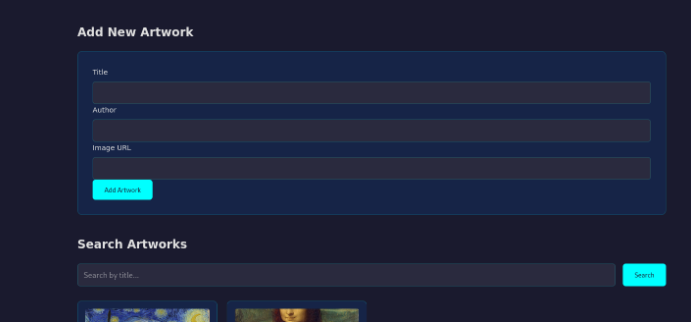 Add New Artwork
Title
Author
Image URL
Add Artwork
Search Artworks
Search by title...
Search